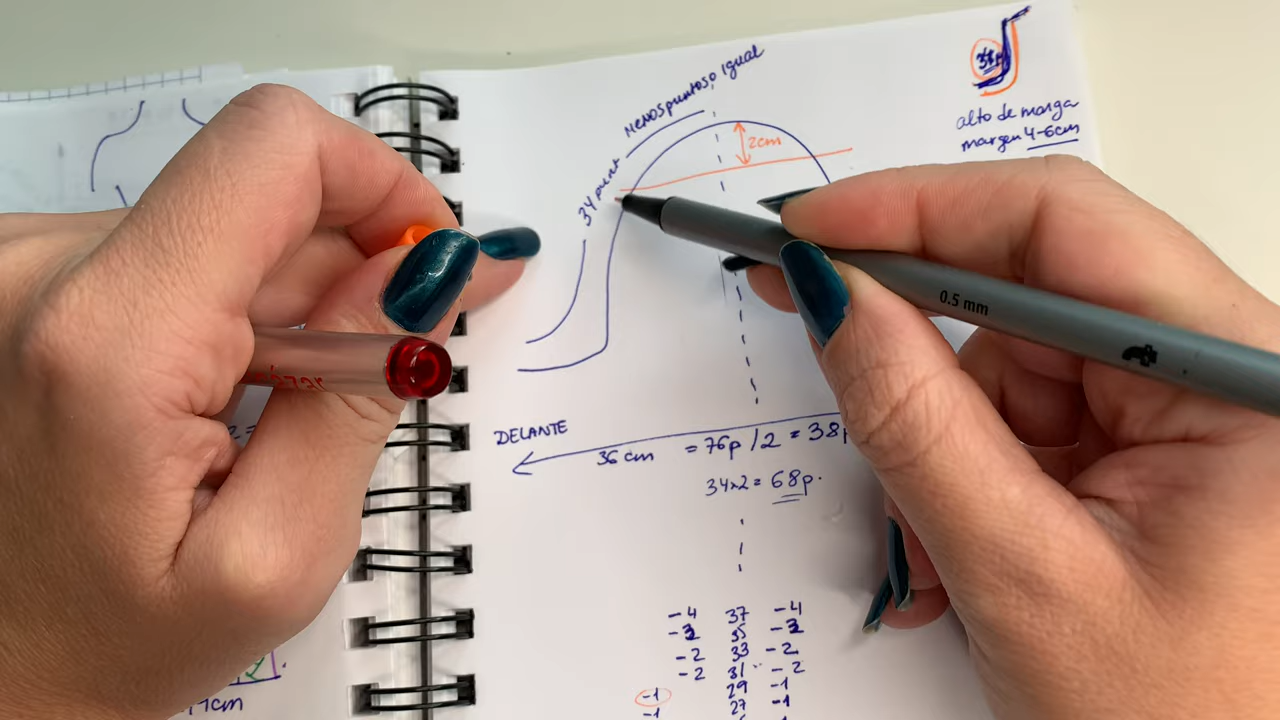 menos puntos o igual
34 punt
2cm
38p
alto de manga
margen 4-6cm
0.5 mm
DELANTE
36 cm = 76p /2 = 38p
34x2 = 68p.
-4 37 -4
-3 35 -3
-2 33 -2
-2 31 -2
-1 29 -1
-1 27 -1